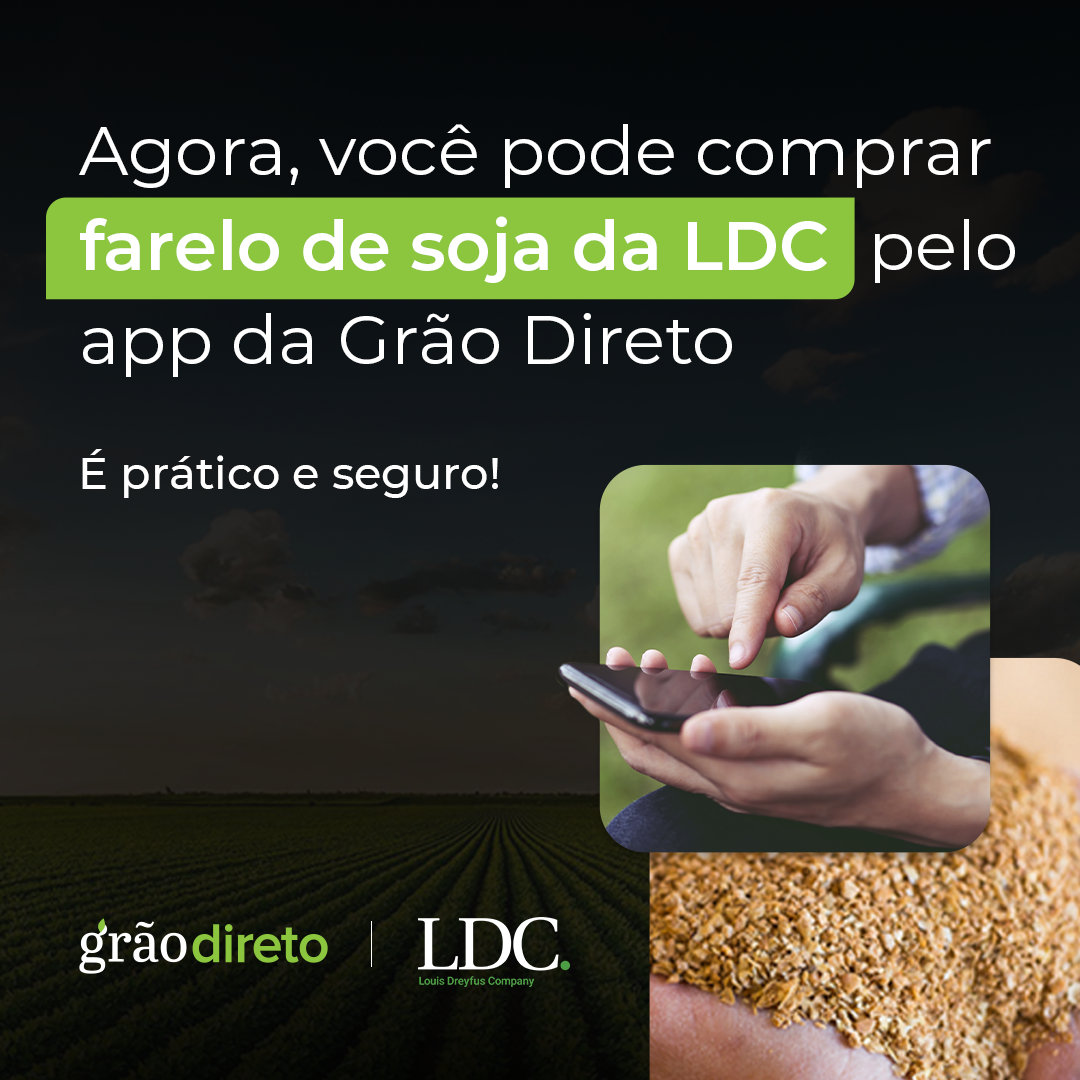 Agora, você pode comprar
farelo de soja da LDC pelo
app da Grão Direto
É prático e seguro!
grãodireto
LDC.
Louis Dreyfus Company